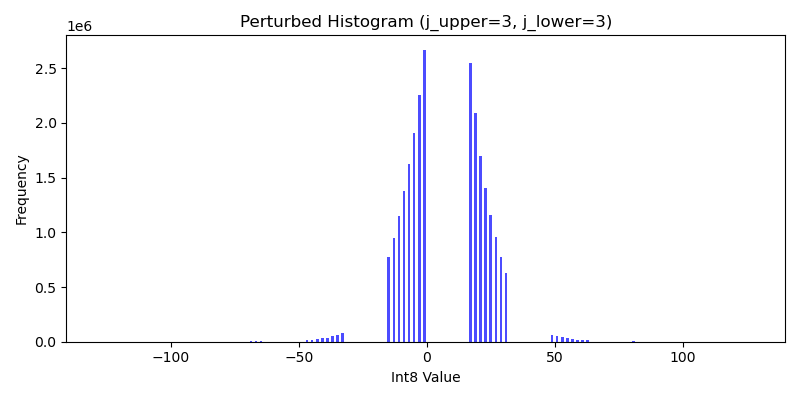 Perturbed Histogram (j_upper=3, j_lower=3)
1e6
2.5
2.0
1.5
1.0
0.5
0.0
Frequency
−100
−50
0
50
100
Int8 Value